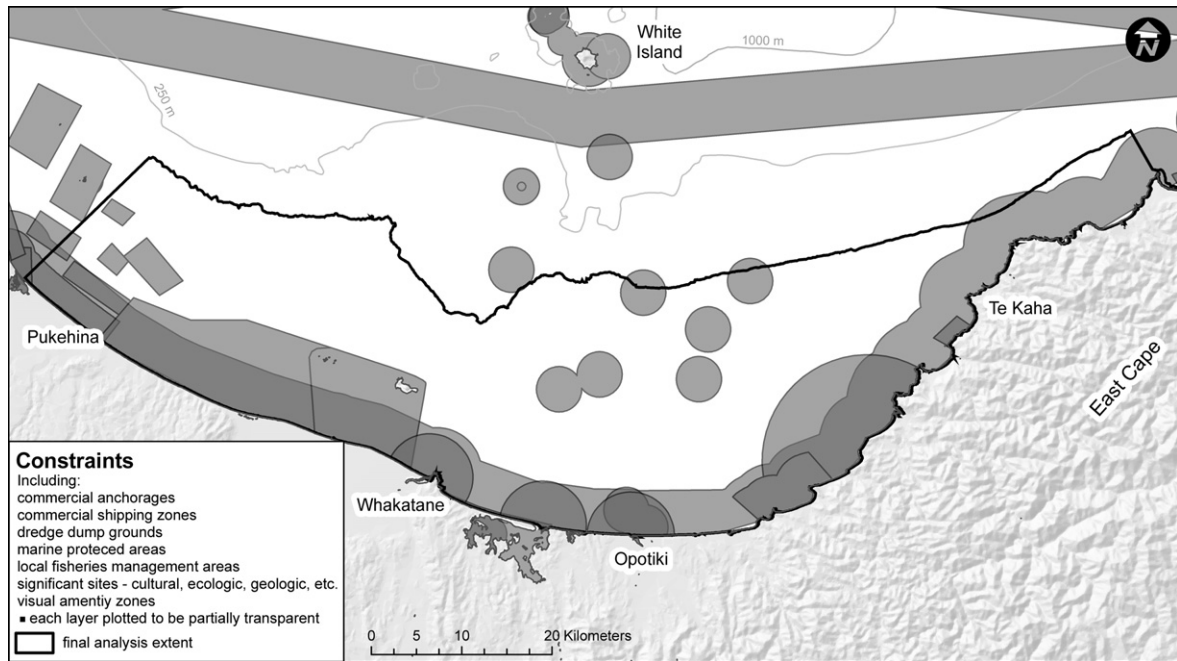 White
Island
1000 m
N
250 m
Pukehina
Te Kaha
East Cape
Whakatane
Opotiki
Constraints
Including:
commercial anchorages
commercial shipping zones
dredge dump grounds
marine proteced areas
local fisheries management areas
significant sites - cultural, ecologic, geologic, etc.
visual amentiy zones
▪ each layer plotted to be partially transparent
final analysis extent
0 5 10 20 Kilometers